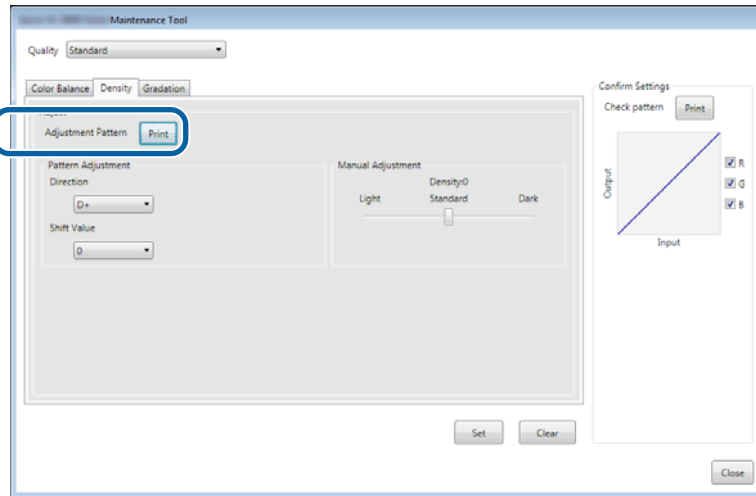 Maintenance Tool
Quality Standard
Color Balance Density Gradation
Adjustment Pattern Print
Pattern Adjustment
Direction
D+
Shift Value
0
Manual Adjustment
Density:0
Light Standard Dark
Set Clear
Confirm Settings
Check pattern Print
Output
Input
R
G
B
Close